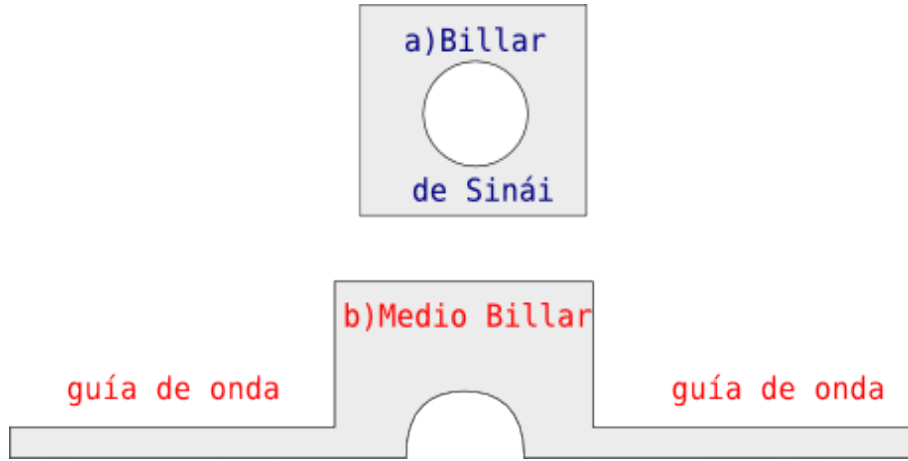 a)Billar
de Sinái
b)Medio Billar
guía de onda
guía de onda